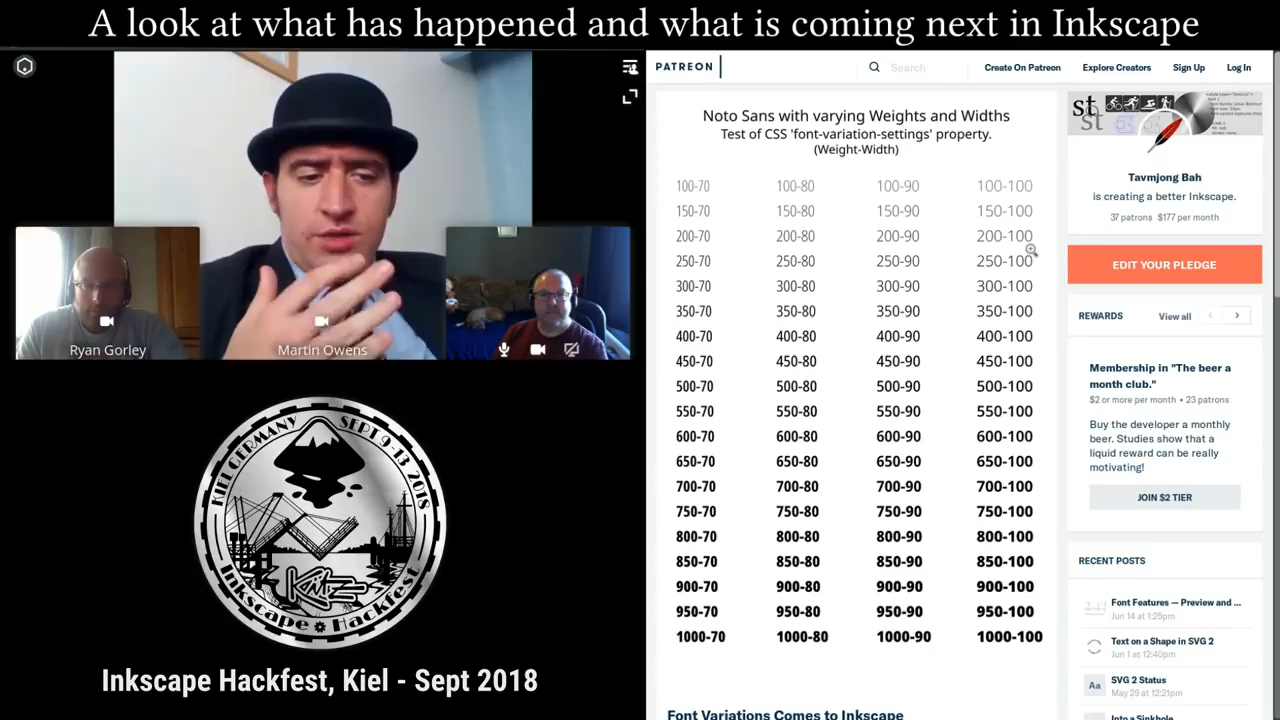 A look at what has happened and what is coming next in Inkscape
Ryan Gorley
Martin Owens
KIEL GERMANY
SEPT 9-13 2018
Inkscape Hackfest
Inkscape Hackfest, Kiel - Sept 2018
PATREON
Search
Create On Patreon
Explore Creators
Sign Up
Log In
Noto Sans with varying Weights and Widths
Test of CSS 'font-variation-settings' property.
(Weight-Width)
100-70 100-80 100-90 100-100
150-70 150-80 150-90 150-100
200-70 200-80 200-90 200-100
250-70 250-80 250-90 250-100
300-70 300-80 300-90 300-100
350-70 350-80 350-90 350-100
400-70 400-80 400-90 400-100
450-70 450-80 450-90 450-100
500-70 500-80 500-90 500-100
550-70 550-80 550-90 550-100
600-70 600-80 600-90 600-100
650-70 650-80 650-90 650-100
700-70 700-80 700-90 700-100
750-70 750-80 750-90 750-100
800-70 800-80 800-90 800-100
850-70 850-80 850-90 850-100
900-70 900-80 900-90 900-100
950-70 950-80 950-90 950-100
1000-70 1000-80 1000-90 1000-100
Font Variations Comes to Inkscape
st
st
Tavmjong Bah
is creating a better Inkscape.
37 patrons $177 per month
EDIT YOUR PLEDGE
REWARDS
View all
Membership in "The beer a
month club."
$2 or more per month • 23 patrons
Buy the developer a monthly
beer. Studies show that a
liquid reward can be really
motivating!
JOIN $2 TIER
RECENT POSTS
Font Features — Preview and ...
Jun 14 at 1:25pm
Text on a Shape in SVG 2
Jun 1 at 12:40pm
Aa
SVG 2 Status
May 29 at 12:21pm
Into a Sinkhole